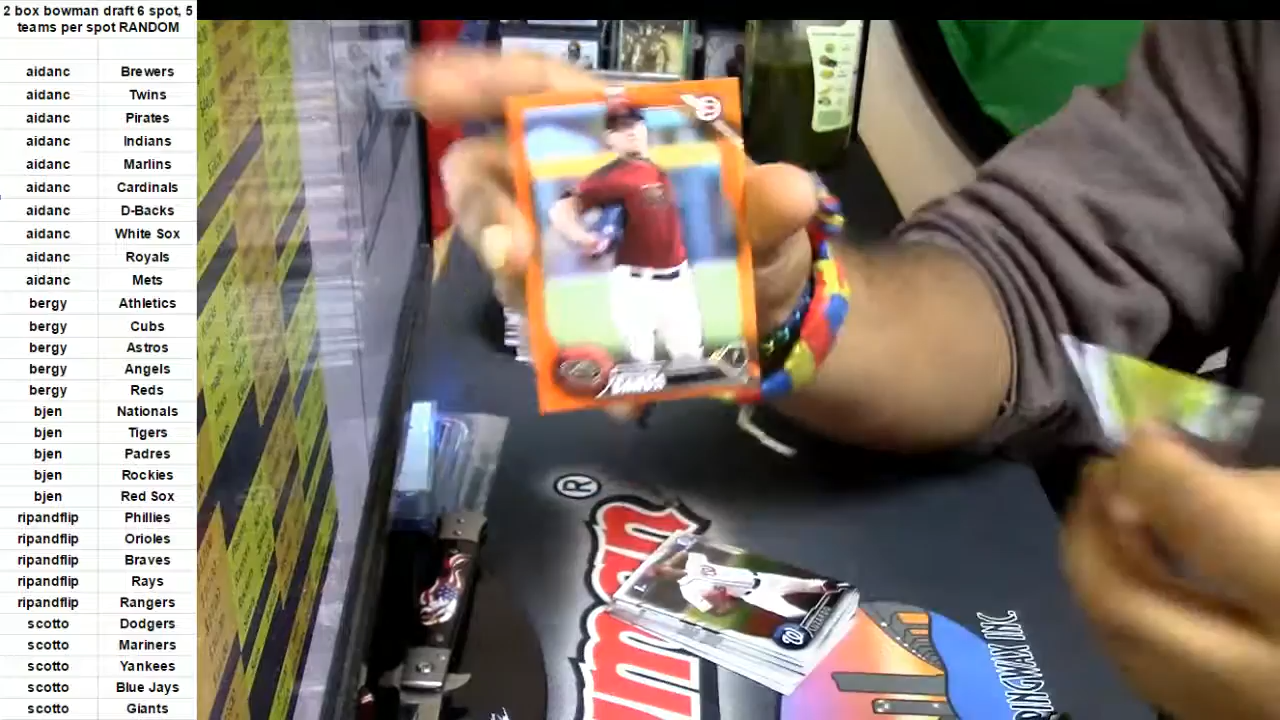 2 box bowman draft 6 spot, 5
teams per spot RANDOM
aidanc Brewers
aidanc Twins
aidanc Pirates
aidanc Indians
aidanc Marlins
aidanc Cardinals
aidanc D-Backs
aidanc White Sox
aidanc Royals
aidanc Mets
bergy Athletics
bergy Cubs
bergy Astros
bergy Angels
bergy Reds
bjen Nationals
bjen Tigers
bjen Padres
bjen Rockies
bjen Red Sox
ripandflip Phillies
ripandflip Orioles
ripandflip Braves
ripandflip Rays
ripandflip Rangers
scotto Dodgers
scotto Mariners
scotto Yankees
scotto Blue Jays
scotto Giants
®
W